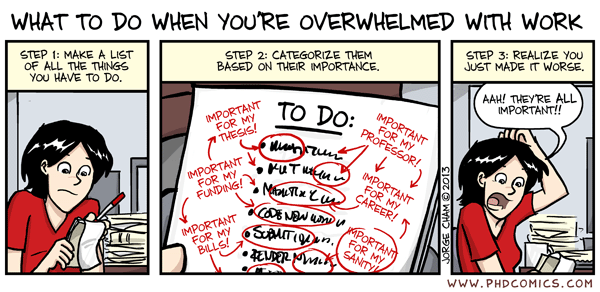 WHAT TO DO WHEN YOU'RE OVERWHELMED WITH WORK
STEP 1: MAKE A LIST
OF ALL THE THINGS
YOU HAVE TO DO.
STEP 2: CATEGORIZE THEM
BASED ON THEIR IMPORTANCE.
TO DO:
IMPORTANT
FOR MY
THESIS!
IMPORTANT
FOR MY
PROFESSOR!
IMPORTANT
FOR MY
FUNDING!
IMPORTANT
FOR MY
CAREER!
IMPORTANT
FOR MY
BILLS!
IMPORTANT
FOR MY
SANITY!
CODE NEW
SUBMIT
STEP 3: REALIZE YOU
JUST MADE IT WORSE.
AAH! THEY'RE ALL
IMPORTANT!!
JORGE CHAM © 2013
WWW.PHDCOMICS.COM